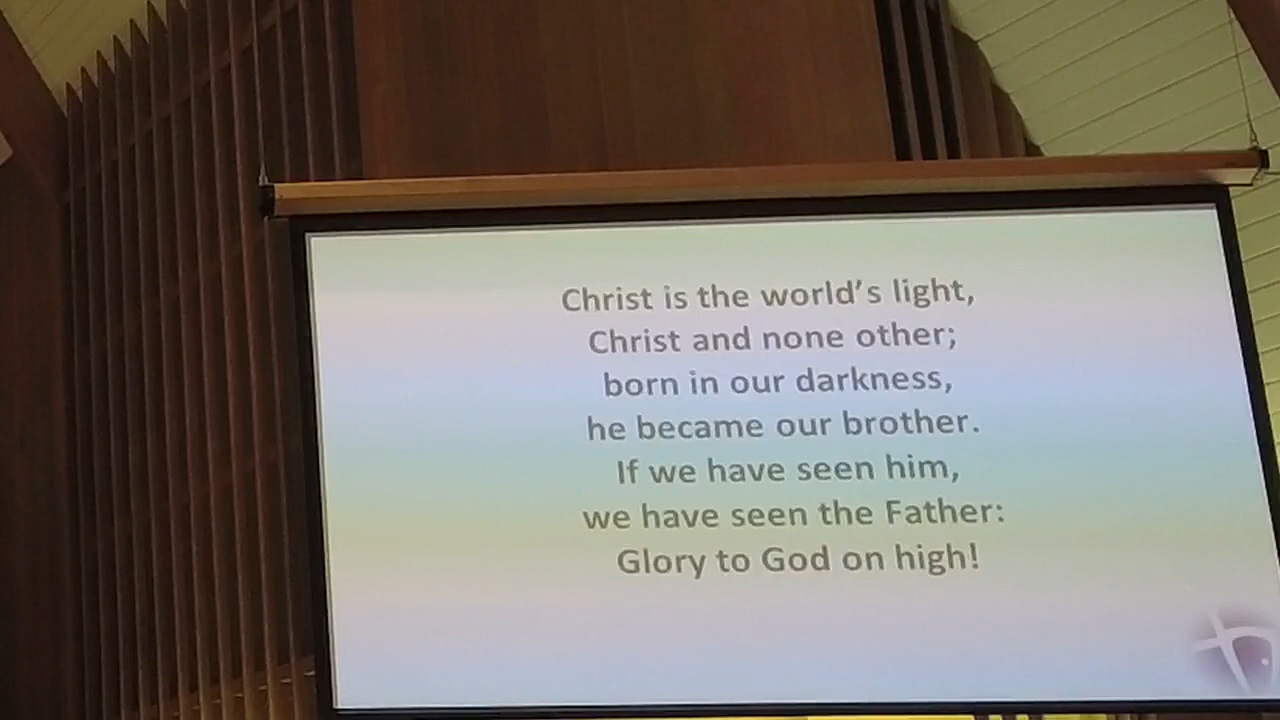 Christ is the world's light,
Christ and none other;
born in our darkness,
he became our brother.
If we have seen him,
we have seen the Father:
Glory to God on high!